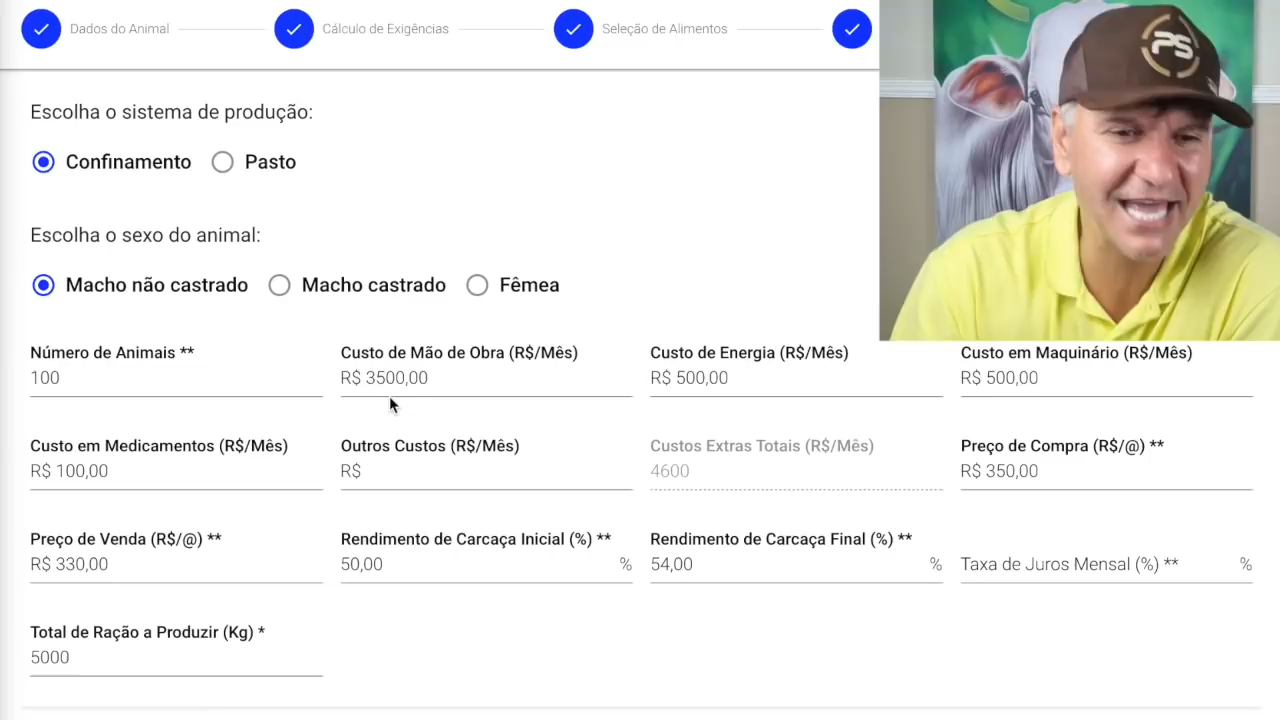 Dados do Animal
Cálculo de Exigências
Seleção de Alimentos
PS
Escolha o sistema de produção:
Confinamento
Pasto
Escolha o sexo do animal:
Macho não castrado
Macho castrado
Fêmea
Número de Animais **
100
Custo de Mão de Obra (R$/Mês)
R$ 3500,00
Custo de Energia (R$/Mês)
R$ 500,00
Custo em Maquinário (R$/Mês)
R$ 500,00
Custo em Medicamentos (R$/Mês)
R$ 100,00
Outros Custos (R$/Mês)
R$
Custos Extras Totais (R$/Mês)
4600
Preço de Compra (R$/@) **
R$ 350,00
Preço de Venda (R$/@) **
R$ 330,00
Rendimento de Carcaça Inicial (%) **
50,00 %
Rendimento de Carcaça Final (%) **
54,00 %
Taxa de Juros Mensal (%) ** %
Total de Ração a Produzir (Kg) *
5000